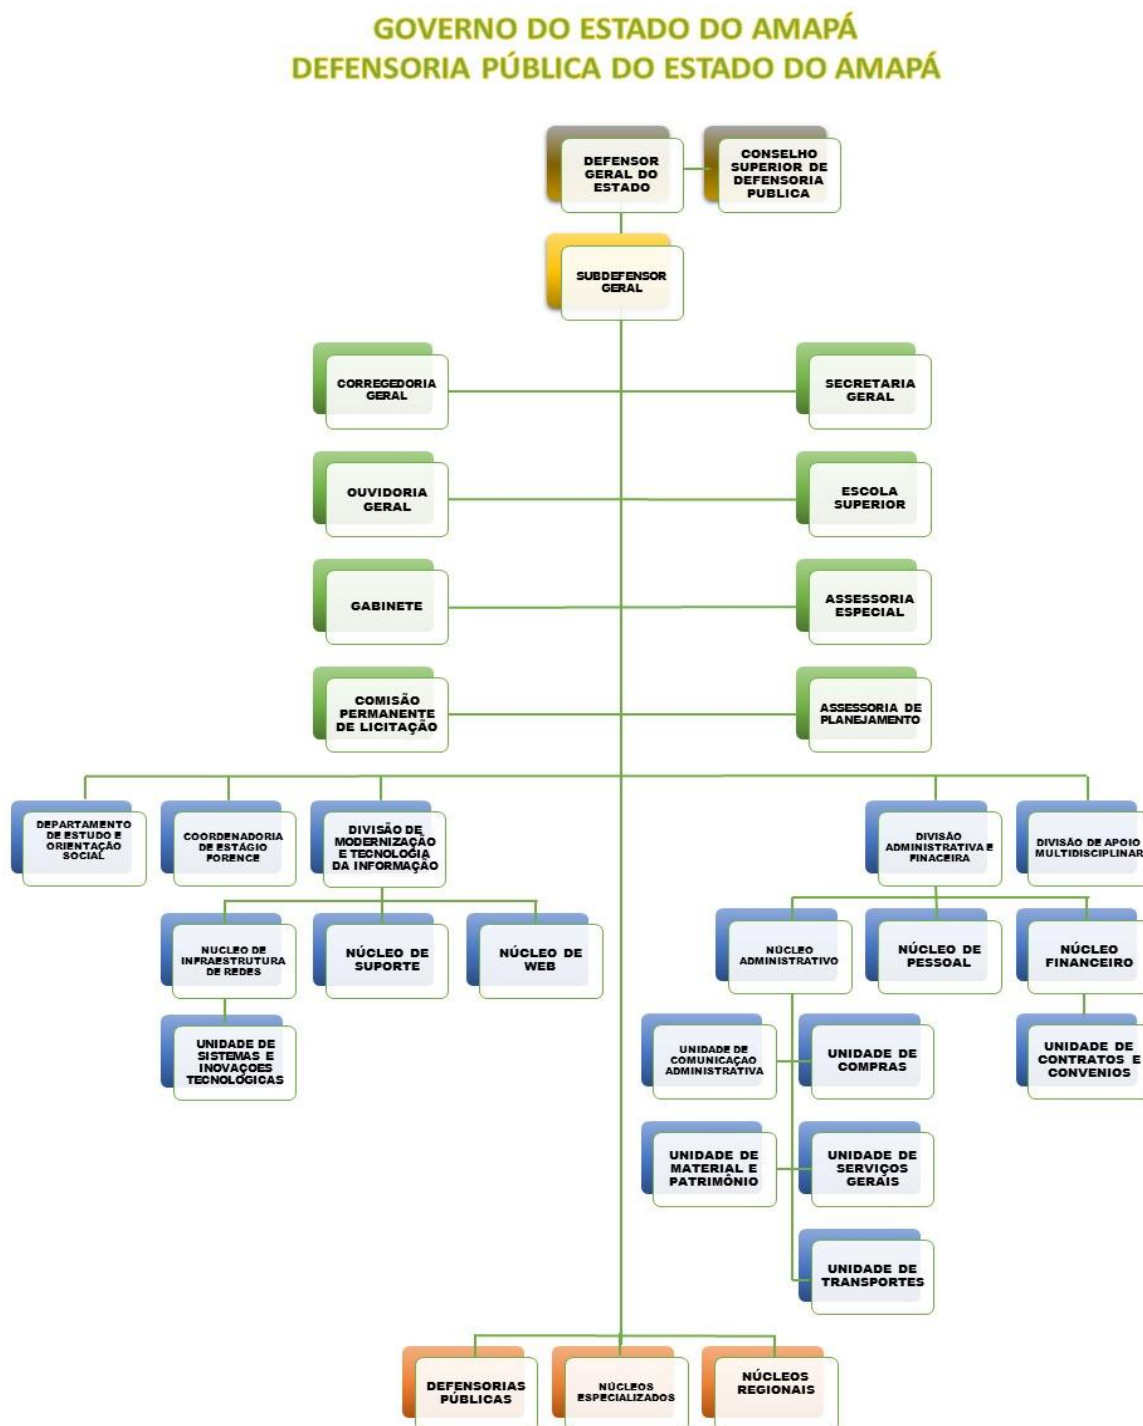 GOVERNO DO ESTADO DO AMAPÁ
DEFENSORIA PÚBLICA DO ESTADO DO AMAPÁ
DEFENSOR
GERAL DO
ESTADO
CONSELHO
SUPERIOR DE
DEFENSORIA
PUBLICA
SUBDEFENSOR
GERAL
CORREGEDORIA
GERAL
SECRETARIA
GERAL
OUVIDORIA
GERAL
ESCOLA
SUPERIOR
GABINETE
ASSESSORIA
ESPECIAL
COMISÃO
PERMANENTE
DE LICITAÇÃO
ASSESSORIA DE
PLANEJAMENTO
DEPARTAMENTO
DE ESTUDO E
ORIENTAÇÃO
SOCIAL
COORDENADORIA
DE ESTÁGIO
FORENCE
DIVISÃO DE
MODERNIZAÇÃO
E TECNOLOGIA
DA INFORMAÇÃO
DIVISÃO
ADMINISTRATIVA E
FINACEIRA
DIVISÃO DE APOIO
MULTIDISCIPLINAR
NUCLEO DE
INFRAESTRUTURA
DE REDES
NÚCLEO DE
SUPORTE
NÚCLEO DE
WEB
NÚCLEO
ADMINISTRATIVO
NÚCLEO DE
PESSOAL
NÚCLEO
FINANCEIRO
UNIDADE DE
SISTEMAS E
INOVAÇOES
TECNOLÓGICAS
UNIDADE DE
COMUNICAÇAO
ADMINISTRATIVA
UNIDADE DE
COMPRAS
UNIDADE DE
CONTRATOS E
CONVENIOS
UNIDADE DE
MATERIAL E
PATRIMÔNIO
UNIDADE DE
SERVIÇOS
GERAIS
UNIDADE DE
TRANSPORTES
DEFENSORIAS
PÚBLICAS
NÚCLEOS
ESPECIALIZADOS
NÚCLEOS
REGIONAIS